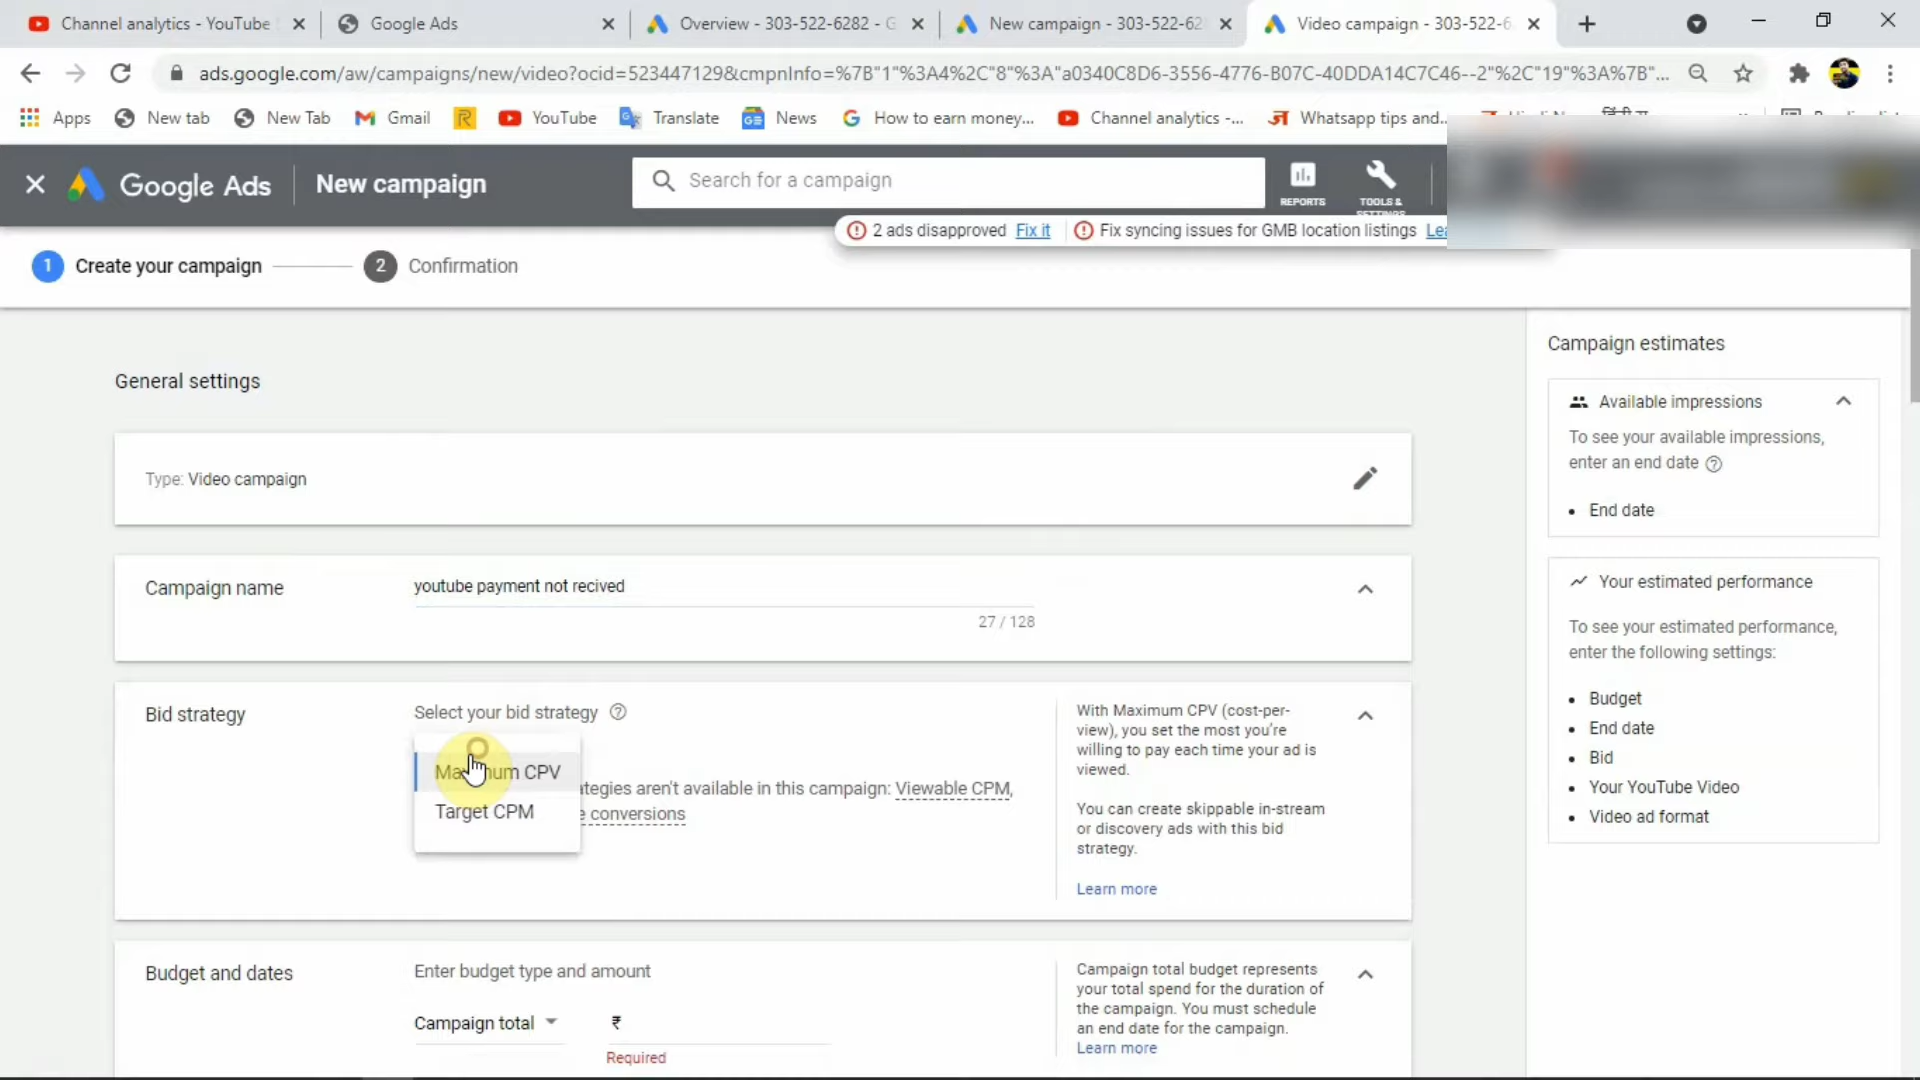 Channel analytics - YouTube
Google Ads
Overview - 303-522-6282 - G
New campaign - 303-522-62
Video campaign - 303-522-6
ads.google.com/aw/campaigns/new/video?ocid=523447129&cmpnInfo=%7B"1"%3A4%2C"8"%3A"a0340C8D6-3556-4776-B07C-40DDA14C7C46--2"%2C"19"%3A%7B"...
Apps
New tab
New Tab
Gmail
YouTube
Translate
News
How to earn money...
Channel analytics -...
Whatsapp tips and...
Google Ads
New campaign
Search for a campaign
REPORTS
TOOLS &
SETTINGS
2 ads disapproved Fix it
Fix syncing issues for GMB location listings
1 Create your campaign
2 Confirmation
General settings
Type: Video campaign
Campaign name
youtube payment not recived
27 / 128
Bid strategy
Select your bid strategy
Maximum CPV
Target CPM
tegies aren't available in this campaign: Viewable CPM,
e conversions
With Maximum CPV (cost-per-
view), you set the most you're
willing to pay each time your ad is
viewed.
You can create skippable in-stream
or discovery ads with this bid
strategy.
Learn more
Budget and dates
Enter budget type and amount
Campaign total
₹
Required
Campaign total budget represents
your total spend for the duration of
the campaign. You must schedule
an end date for the campaign.
Learn more
Campaign estimates
Available impressions
To see your available impressions,
enter an end date
• End date
Your estimated performance
To see your estimated performance,
enter the following settings:
• Budget
• End date
• Bid
• Your YouTube Video
• Video ad format